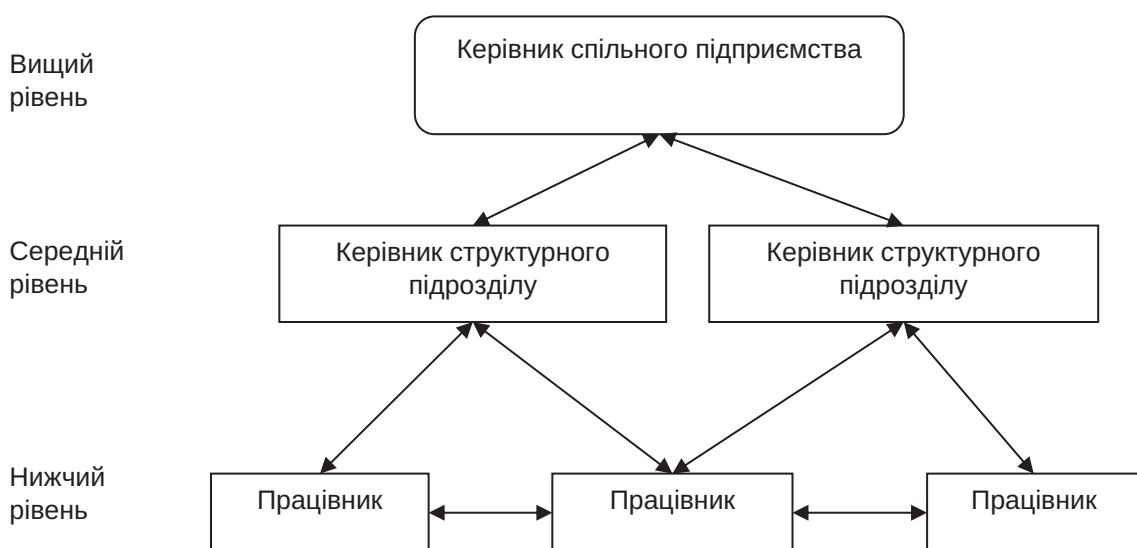 Вищий
рівень
Керівник спільного підприємства
Середній
рівень
Керівник структурного
підрозділу
Керівник структурного
підрозділу
Нижчий
рівень
Працівник
Працівник
Працівник